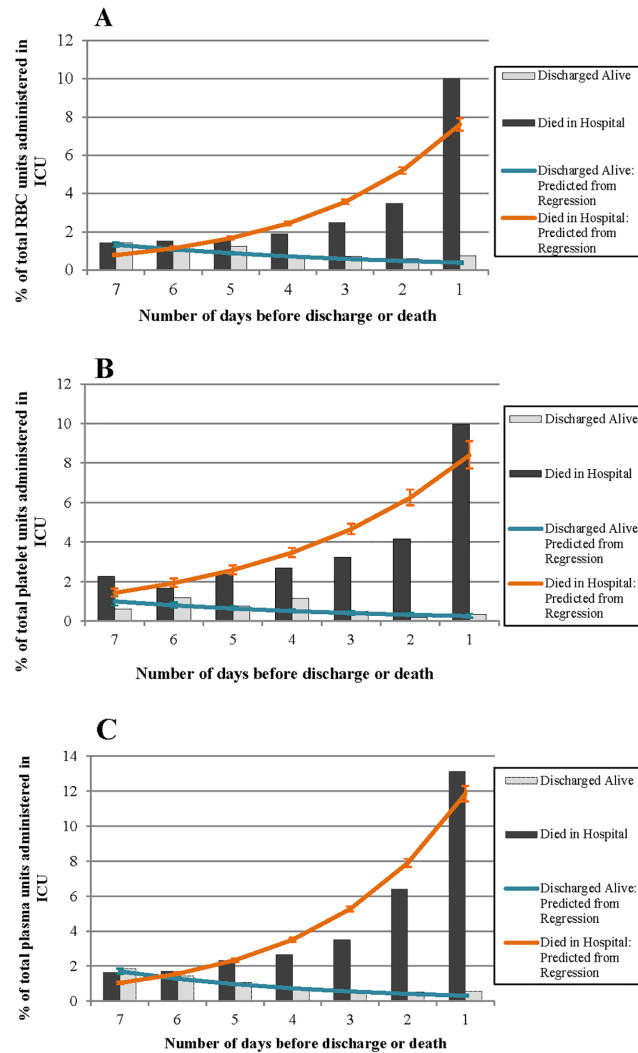 A
% of total RBC units administered in
ICU
12
10
8
6
4
2
0
7 6 5 4 3 2 1
Number of days before discharge or death
Discharged Alive
Died in Hospital
Discharged Alive:
Predicted from
Regression
Died in Hospital:
Predicted from
Regression
B
% of total platelet units administered in
ICU
12
10
8
6
4
2
0
7 6 5 4 3 2 1
Number of days before discharge or death
Discharged Alive
Died in Hospital
Discharged Alive:
Predicted from
Regression
Died in Hospital:
Predicted from
Regression
C
% of total plasma units administered in
ICU
14
12
10
8
6
4
2
0
7 6 5 4 3 2 1
Number of days before discharge or death
Discharged Alive
Died in Hospital
Discharged Alive:
Predicted from
Regression
Died in Hospital:
Predicted from
Regression